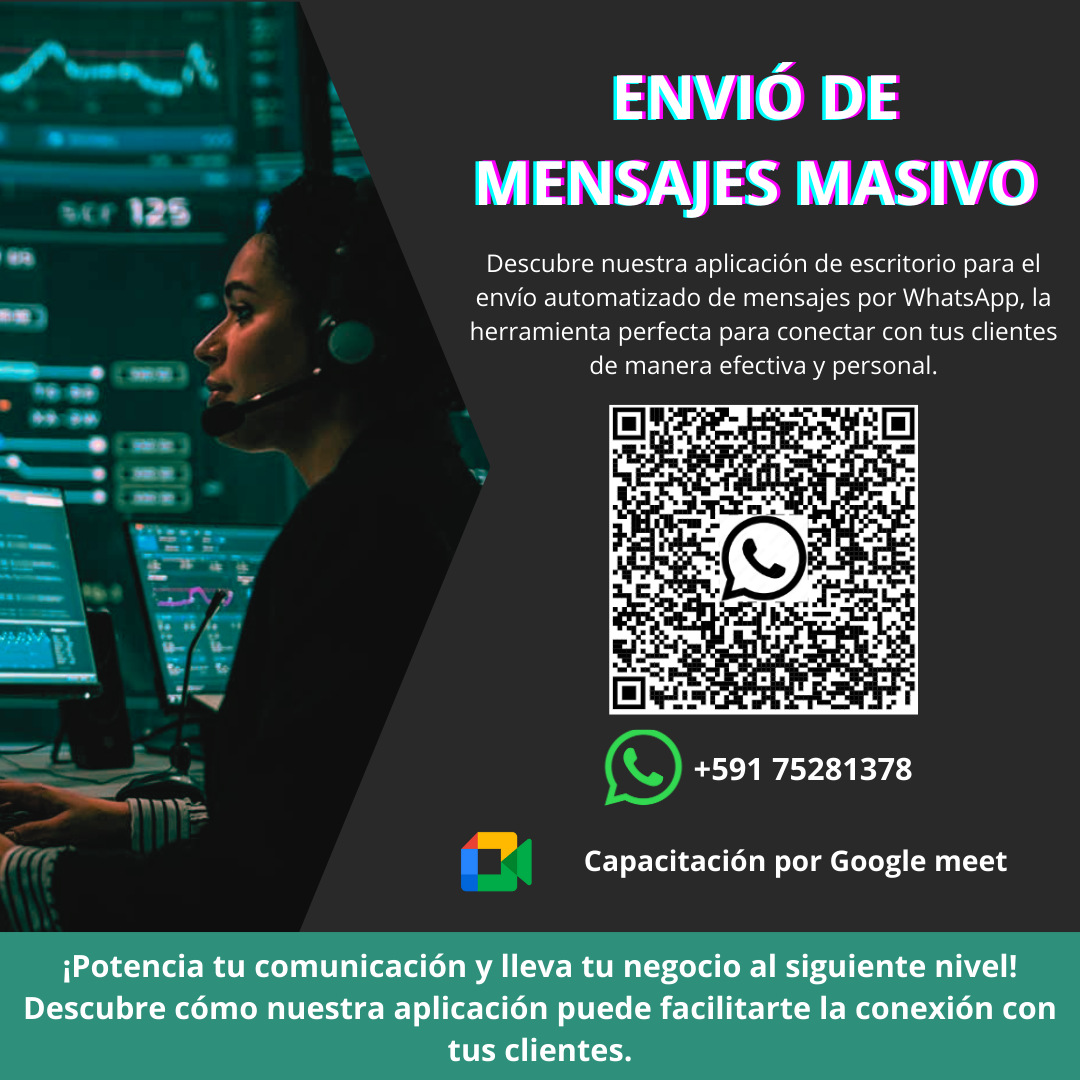 ENVIÓ DE
MENSAJES MASIVO
Descubre nuestra aplicación de escritorio para el
envío automatizado de mensajes por WhatsApp, la
herramienta perfecta para conectar con tus clientes
de manera efectiva y personal.
scr 125
+591 75281378
Capacitación por Google meet
¡Potencia tu comunicación y lleva tu negocio al siguiente nivel!
Descubre cómo nuestra aplicación puede facilitarte la conexión con
tus clientes.